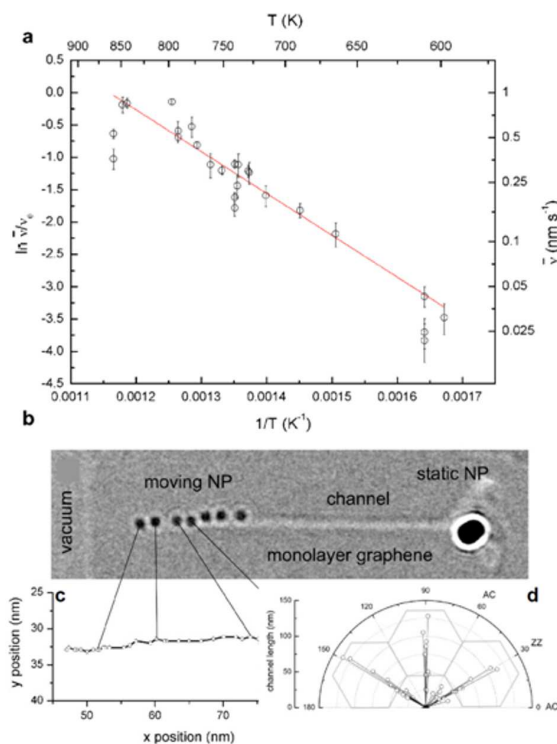 a
T (K)
900 850 800 750 700 650 600
0.5
0.0
-0.5
-1.0
-1.5
-2.0
-2.5
-3.0
-3.5
-4.0
-4.5
ln ν̅/ν₀
1
0.5
0.25
0.1
0.05
0.025
ν̅ (nm s⁻¹)
0.0011 0.0012 0.0013 0.0014 0.0015 0.0016 0.0017
1/T (K⁻¹)
b
vacuum
moving NP
channel
static NP
monolayer graphene
c
y position (nm)
25
30
35
40
50 60 70
x position (nm)
d
channel length (nm)
150
100
50
0
180
150
120
90
60
30
0
AC
ZZ
AC